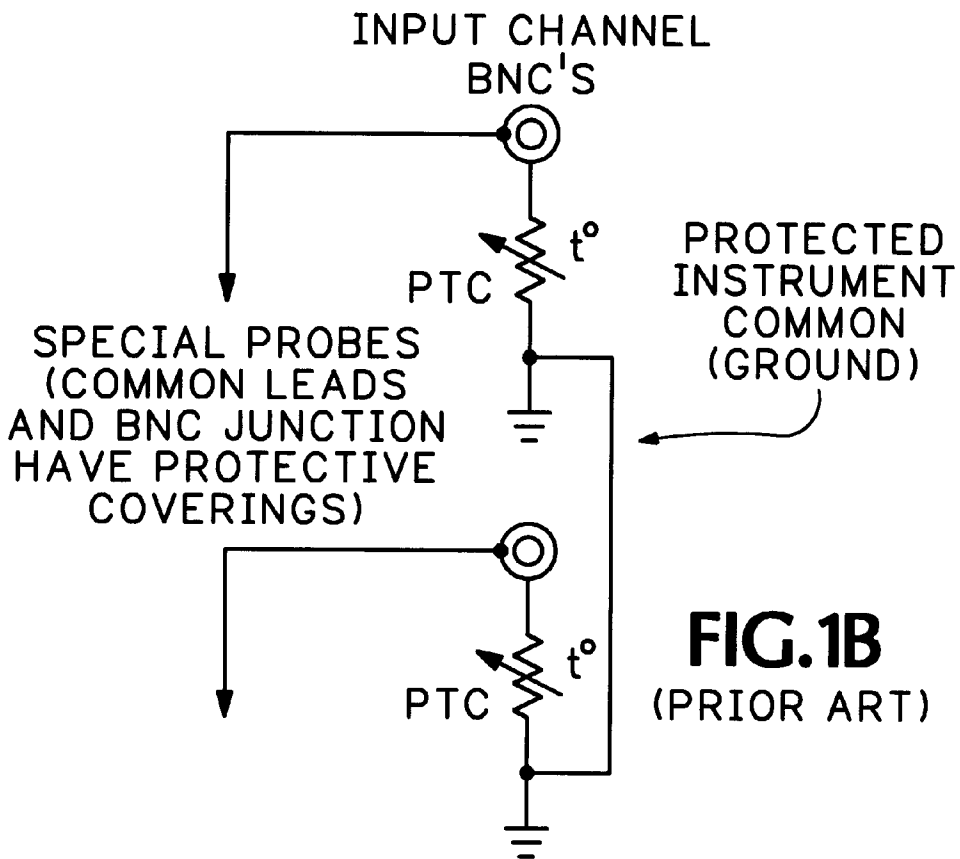 INPUT CHANNEL
BNC'S
t°
PTC
PROTECTED
INSTRUMENT
COMMON
(GROUND)
SPECIAL PROBES
(COMMON LEADS
AND BNC JUNCTION
HAVE PROTECTIVE
COVERINGS)
t°
PTC
FIG.1B
(PRIOR ART)